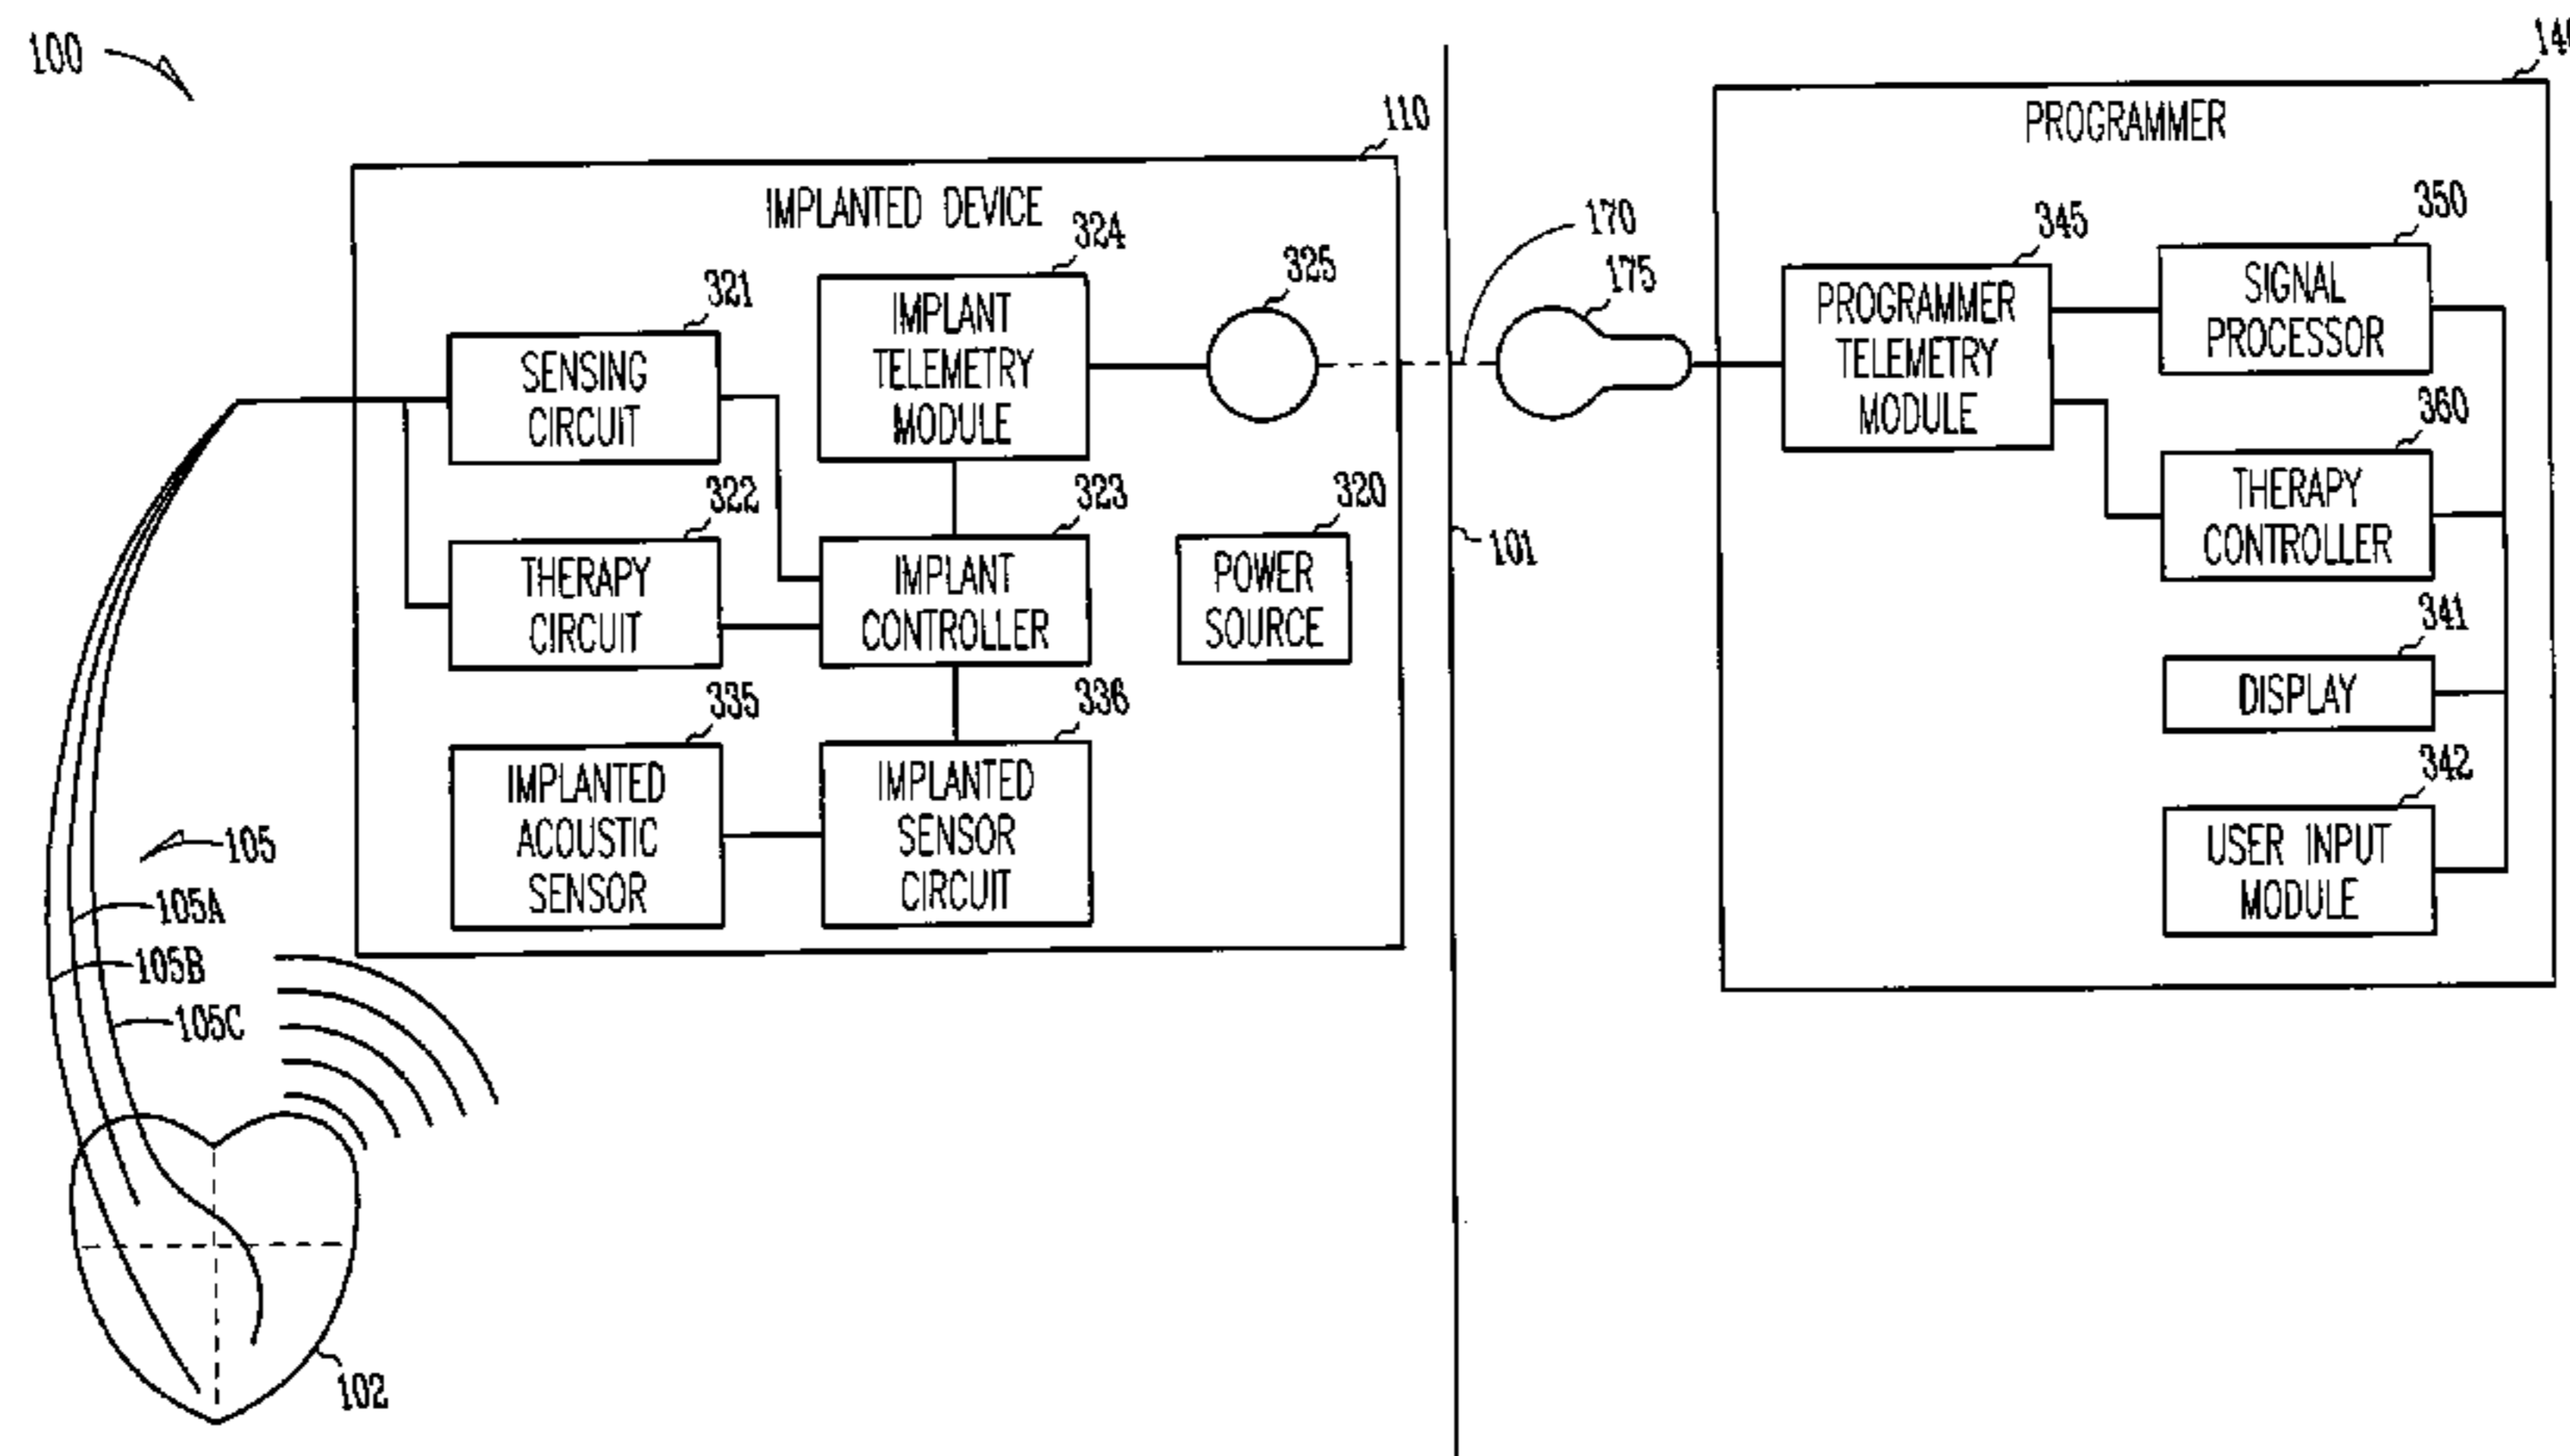 100
110
IMPLANTED DEVICE
321
SENSING
CIRCUIT
324
IMPLANT
TELEMETRY
MODULE
325
322
THERAPY
CIRCUIT
323
IMPLANT
CONTROLLER
320
POWER
SOURCE
335
IMPLANTED
ACOUSTIC
SENSOR
336
IMPLANTED
SENSOR
CIRCUIT
105
105A
105B
105C
102
101
170
175
PROGRAMMER
345
PROGRAMMER
TELEMETRY
MODULE
350
SIGNAL
PROCESSOR
360
THERAPY
CONTROLLER
341
DISPLAY
342
USER INPUT
MODULE